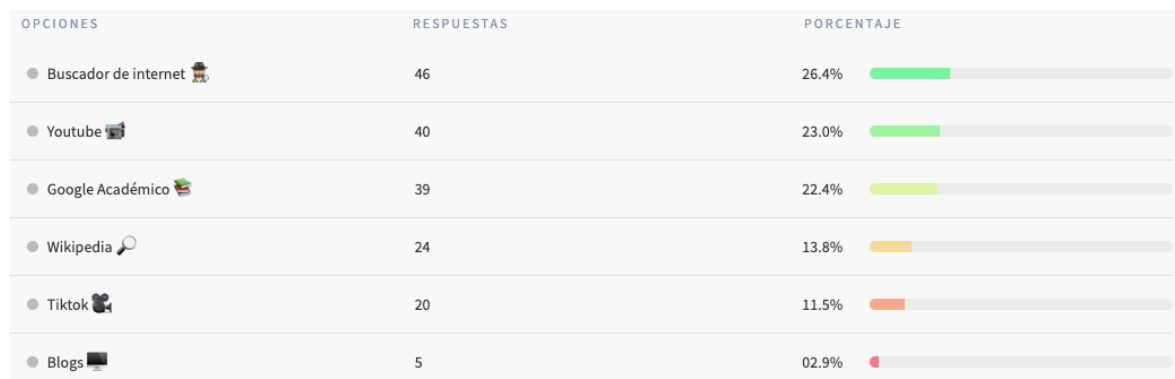 OPCIONES RESPUESTAS PORCENTAJE
Buscador de internet 46 26.4%
Youtube 40 23.0%
Google Académico 39 22.4%
Wikipedia 24 13.8%
Tiktok 20 11.5%
Blogs 5 02.9%